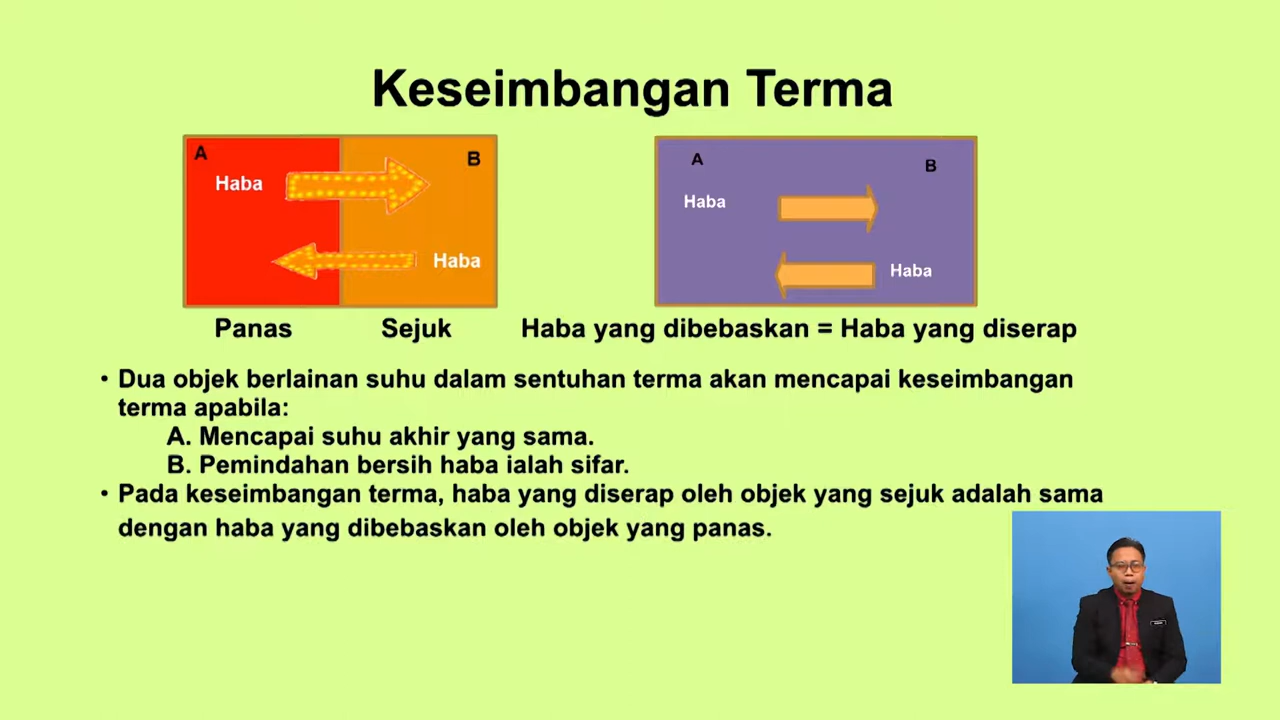 Keseimbangan Terma
A
B
Haba
Haba
A
B
Haba
Haba
Panas
Sejuk
Haba yang dibebaskan = Haba yang diserap
• Dua objek berlainan suhu dalam sentuhan terma akan mencapai keseimbangan
terma apabila:
A. Mencapai suhu akhir yang sama.
B. Pemindahan bersih haba ialah sifar.
• Pada keseimbangan terma, haba yang diserap oleh objek yang sejuk adalah sama
dengan haba yang dibebaskan oleh objek yang panas.